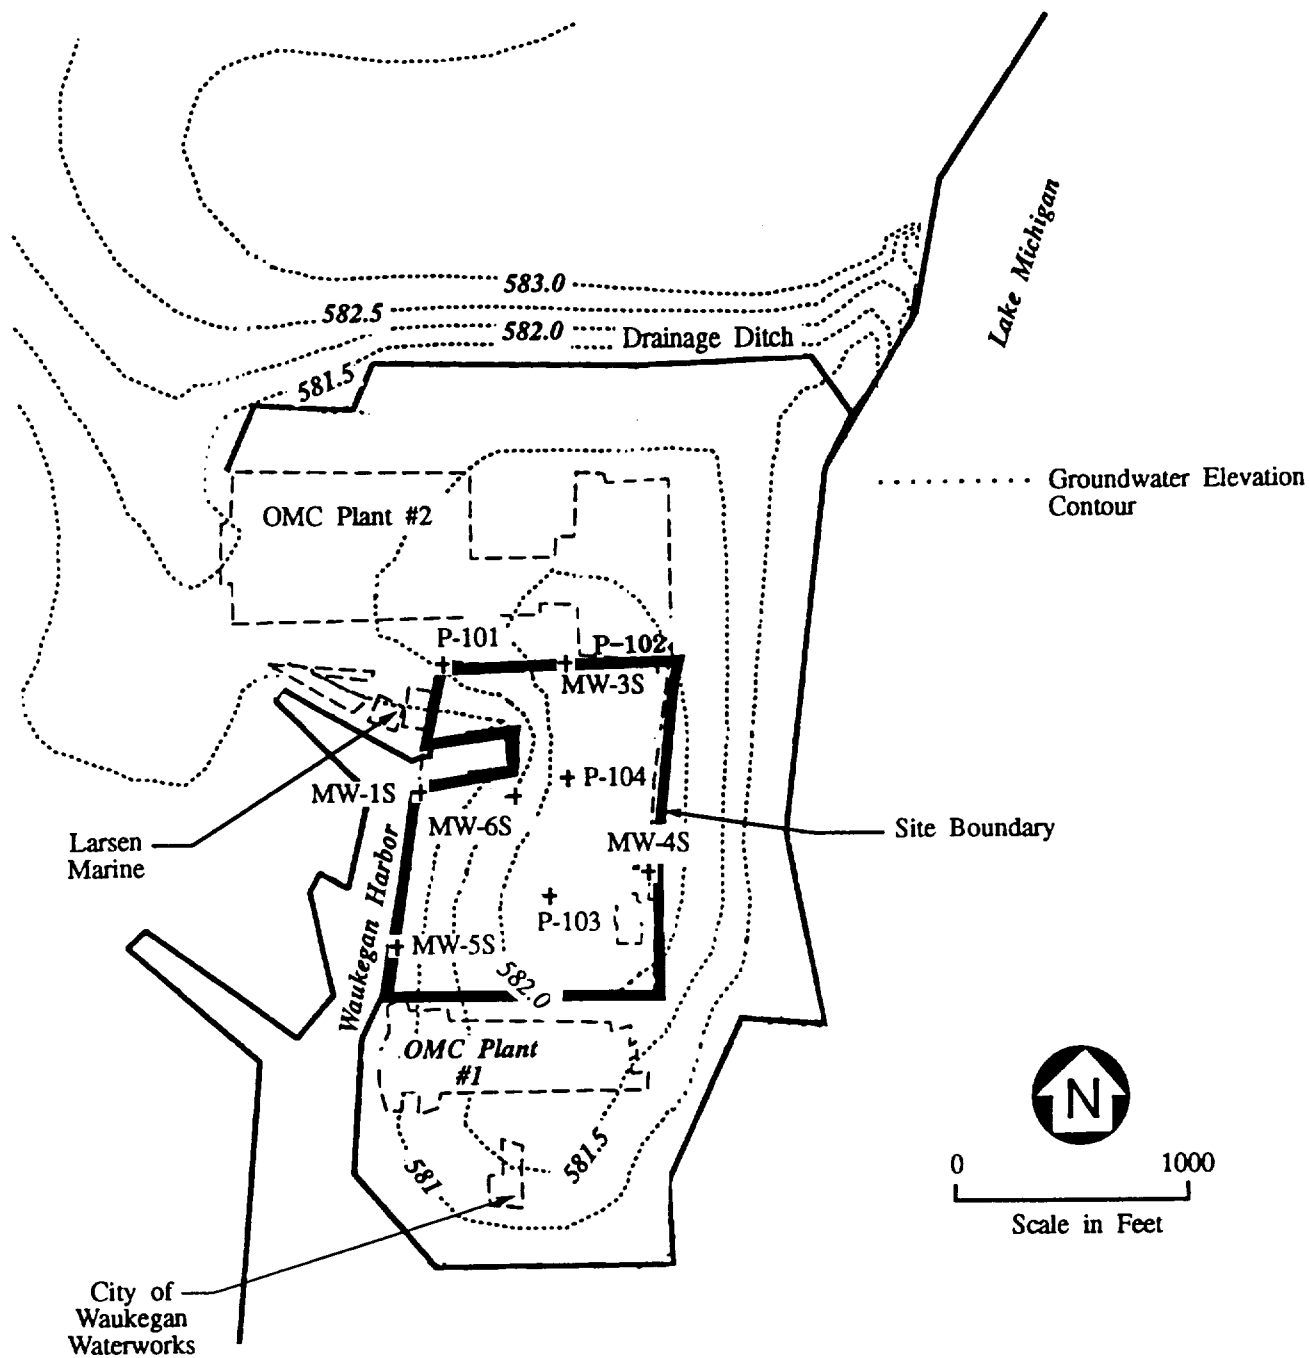 583.0
582.5
582.0
Drainage Ditch
581.5
Lake Michigan
Groundwater Elevation
Contour
OMC Plant #2
P-101
P-102
MW-3S
P-104
MW-1S
MW-6S
MW-4S
Site Boundary
Larsen
Marine
P-103
Waukegan Harbor
MW-5S
582.0
OMC Plant
#1
581
581.5
N
0 1000
Scale in Feet
City of
Waukegan
Waterworks